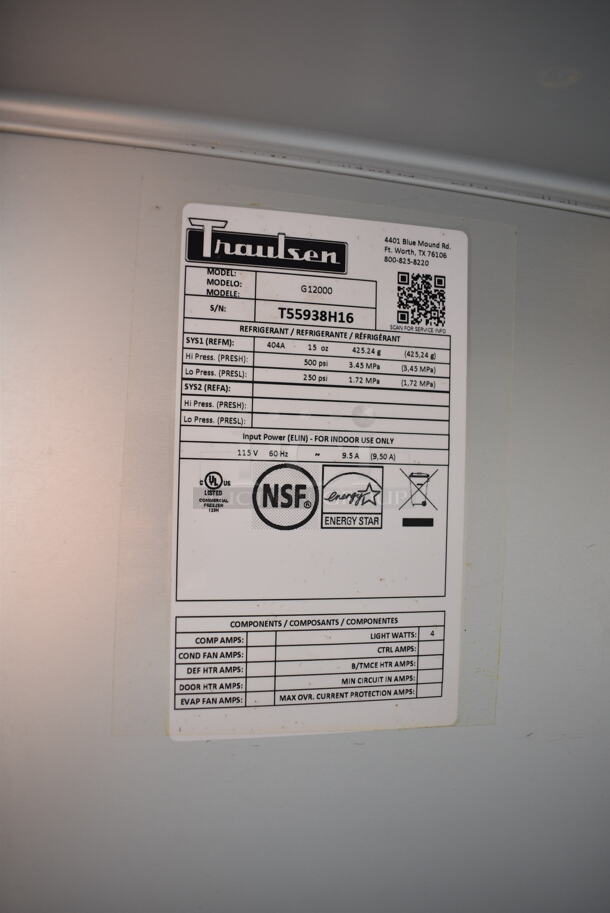 Traulsen
4401 Blue Mound Rd.
Ft. Worth, TX 76106
800-825-8220
MODEL:
MODELO:
MODELE:
G12000
S/N:
T55938H16
SCAN FOR SERVICE INFO
REFRIGERANT / REFRIGERANTE / RÉFRIGÉRANT
SYS1 (REFM): 404A 15 oz 425.24 g (425,24 g)
Hi Press. (PRESH): 500 psi 3.45 MPa (3,45 MPa)
Lo Press. (PRESL): 250 psi 1.72 MPa (1,72 MPa)
SYS2 (REFA):
Hi Press. (PRESH):
Lo Press. (PRESL):
Input Power (ELIN) - FOR INDOOR USE ONLY
115 V 60 Hz ~ 9.5 A (9,50 A)
C UL US
LISTED
COMMERCIAL
FREEZER
NSF®
energy
ENERGY STAR
COMPONENTS / COMPOSANTS / COMPONENTES
COMP AMPS: LIGHT WATTS: 4
COND FAN AMPS: CTRL AMPS:
DEF HTR AMPS: B/TMCE HTR AMPS:
DOOR HTR AMPS: MIN CIRCUIT IN AMPS:
EVAP FAN AMPS: MAX OVR. CURRENT PROTECTION AMPS: